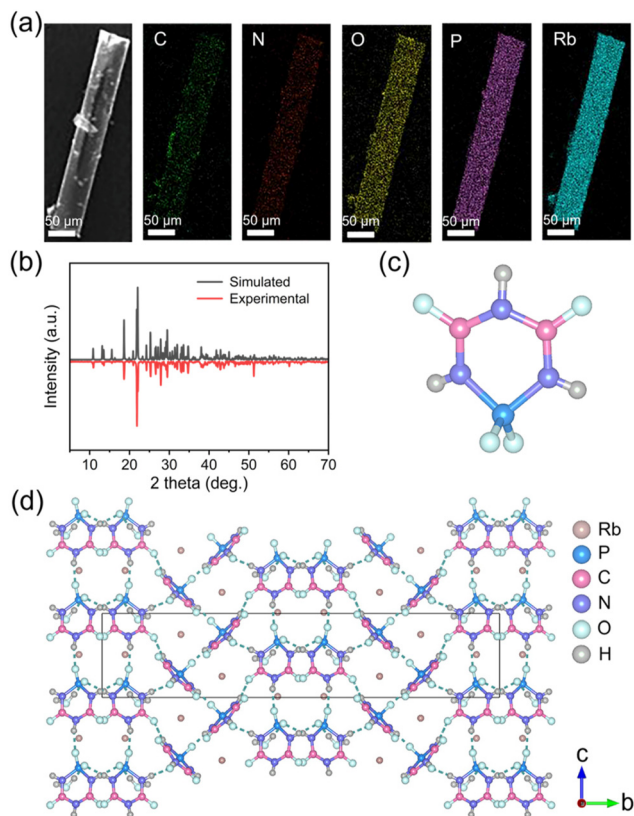 (a)
C
N
O
P
Rb
50 μm
50 μm
50 μm
50 μm
50 μm
50 μm
(b)
Intensity (a.u.)
Simulated
Experimental
10 20 30 40 50 60 70
2 theta (deg.)
(c)
(d)
Rb
P
C
N
O
H
c
b